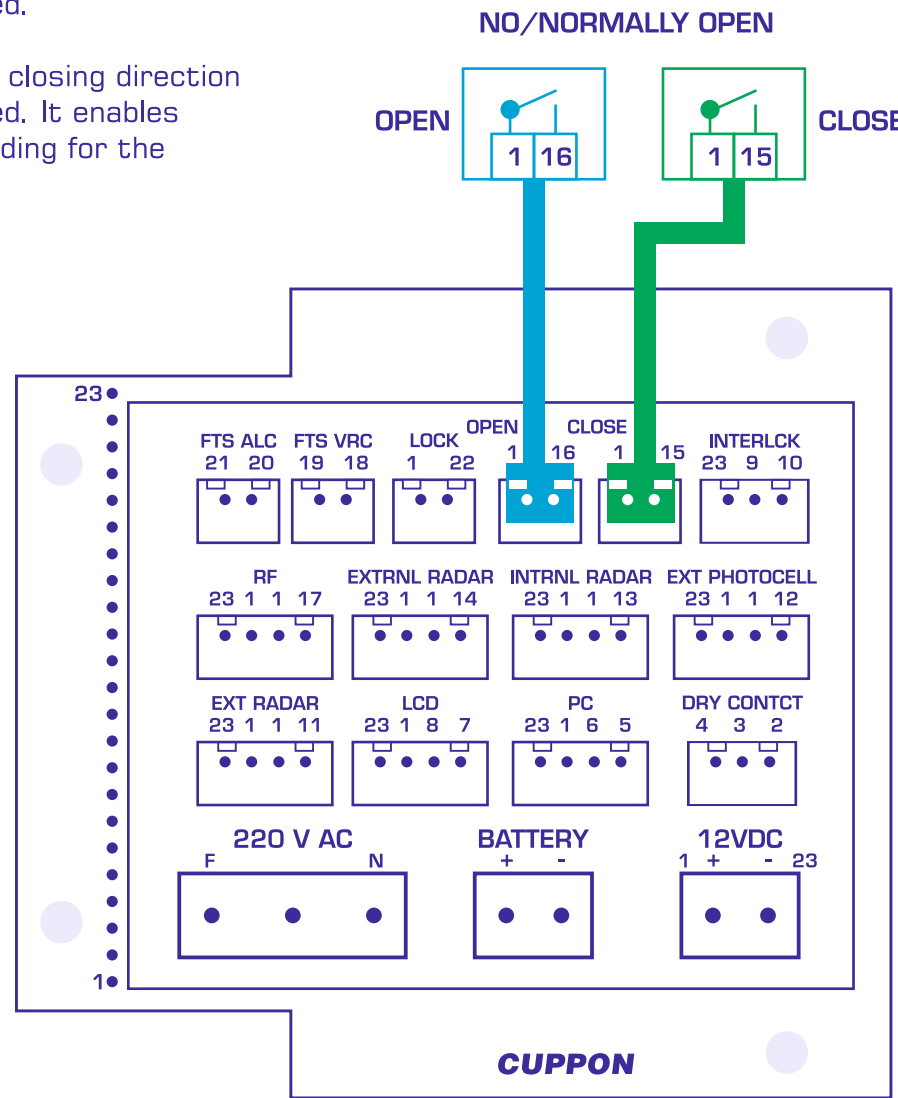 ed.
closing direction
ed. It enables
ding for the
NO/NORMALLY OPEN
OPEN
1 16
1 15
CLOSE
23
FTS ALC FTS VRC LOCK OPEN CLOSE INTERLCK
21 20 19 18 1 22 1 16 1 15 23 9 10
RF EXTRNL RADAR INTRNL RADAR EXT PHOTOCELL
23 1 1 17 23 1 1 14 23 1 1 13 23 1 1 12
EXT RADAR LCD PC DRY CONTCT
23 1 1 11 23 1 8 7 23 1 6 5 4 3 2
220 V AC BATTERY 12VDC
F N + - 1 + - 23
1
CUPPON